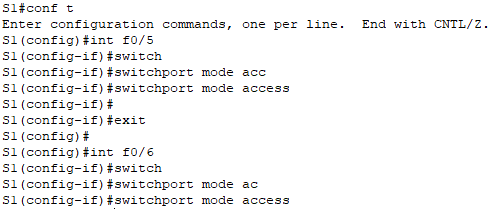 S1#conf t
Enter configuration commands, one per line.  End with CNTL/Z.
S1(config)#int f0/5
S1(config-if)#switch
S1(config-if)#switchport mode acc
S1(config-if)#switchport mode access
S1(config-if)#
S1(config-if)#exit
S1(config)#
S1(config)#int f0/6
S1(config-if)#switch
S1(config-if)#switchport mode ac
S1(config-if)#switchport mode access